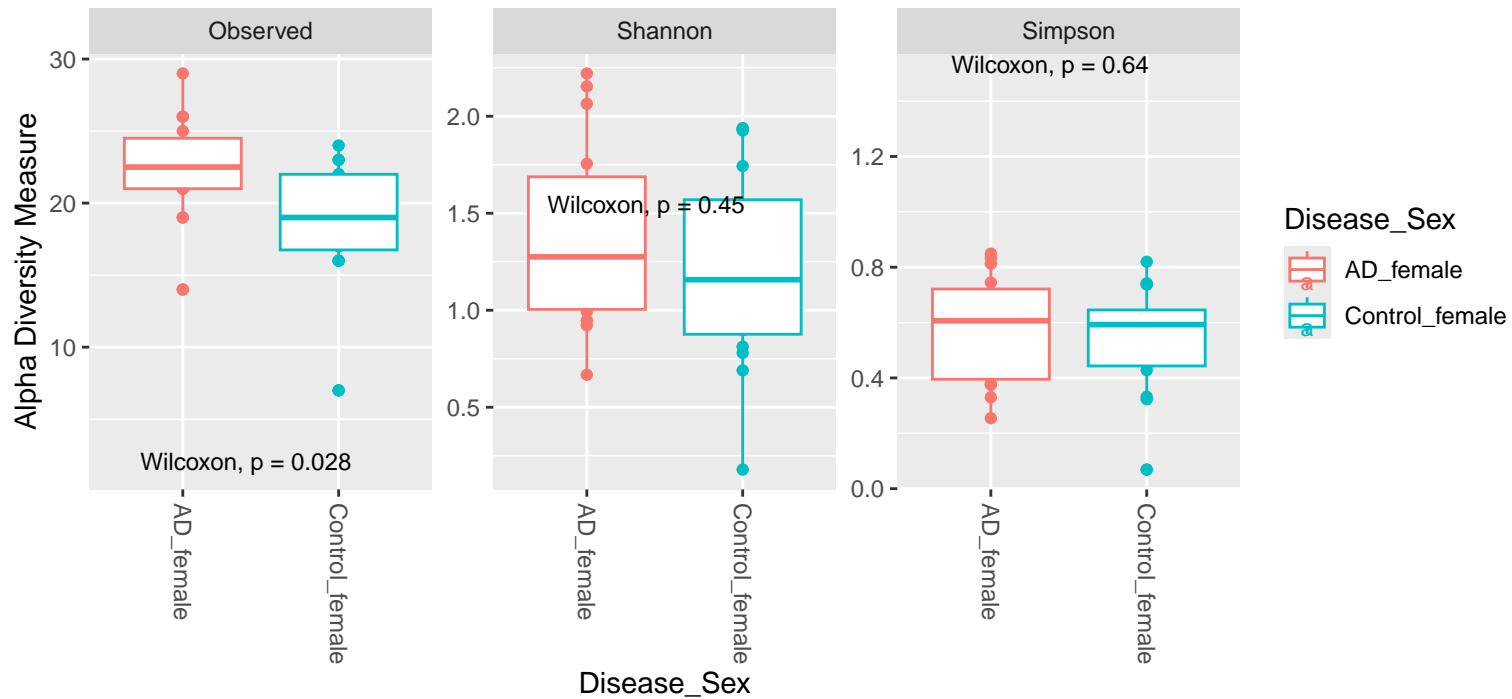 Observed
Shannon
Simpson
Alpha Diversity Measure
30
20
10
Wilcoxon, p = 0.028
AD_female
Control_female
2.0
1.5
1.0
0.5
Wilcoxon, p = 0.45
AD_female
Control_female
Wilcoxon, p = 0.64
1.2
0.8
0.4
0.0
AD_female
Control_female
Disease_Sex
Disease_Sex
a AD_female
a Control_female